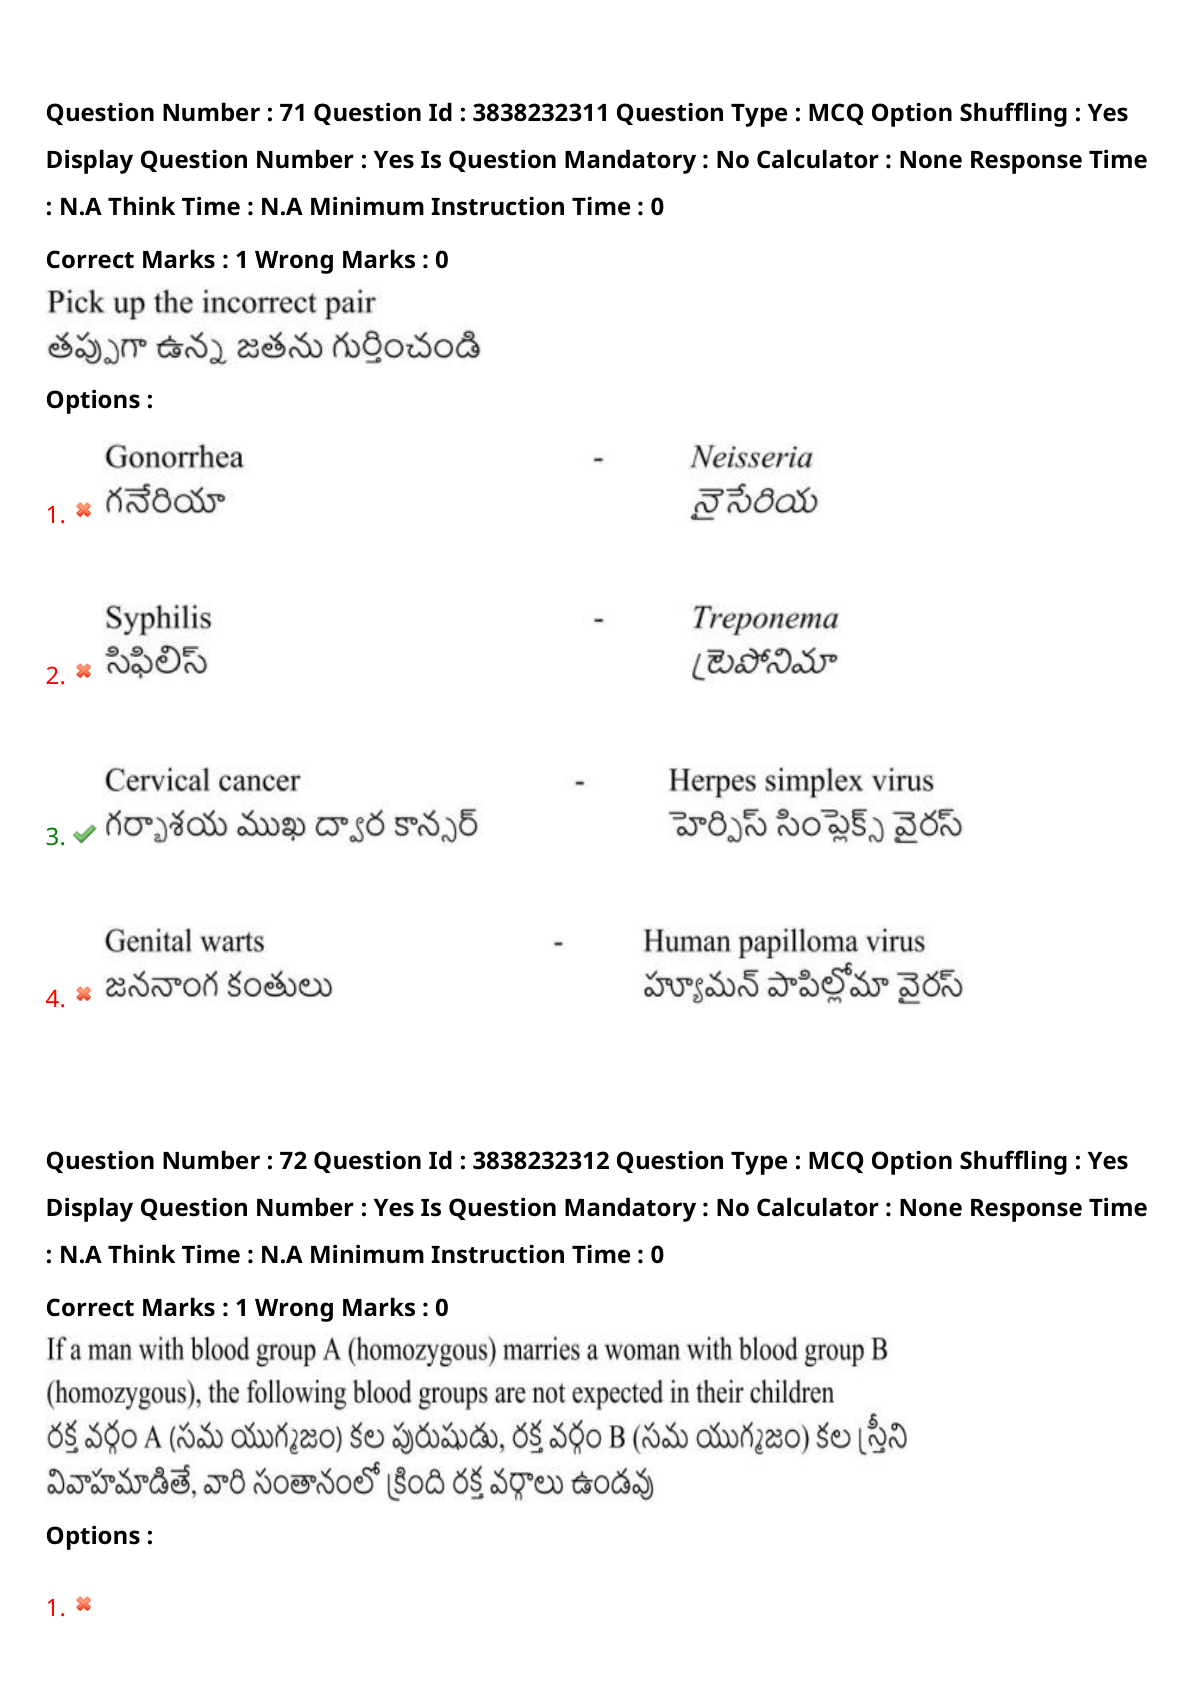 Question Number : 71 Question Id : 3838232311 Question Type : MCQ Option Shuffling : Yes
Display Question Number : Yes Is Question Mandatory : No Calculator : None Response Time
: N.A Think Time : N.A Minimum Instruction Time : 0
Correct Marks : 1 Wrong Marks : 0
Pick up the incorrect pair
తప్పుగా ఉన్న జతను గుర్తించండి
Options :
Gonorrhea - Neisseria
1. గనేరియా నైసేరియ
Syphilis - Treponema
2. సిఫిలిస్ ట్రెపోనిమా
Cervical cancer - Herpes simplex virus
3. గర్భాశయ ముఖ ద్వార కాన్సర్ హెర్పిస్ సింప్లెక్స్ వైరస్
Genital warts - Human papilloma virus
4. జననాంగ కంతులు హ్యూమన్ పాపిల్లోమా వైరస్
Question Number : 72 Question Id : 3838232312 Question Type : MCQ Option Shuffling : Yes
Display Question Number : Yes Is Question Mandatory : No Calculator : None Response Time
: N.A Think Time : N.A Minimum Instruction Time : 0
Correct Marks : 1 Wrong Marks : 0
If a man with blood group A (homozygous) marries a woman with blood group B
(homozygous), the following blood groups are not expected in their children
రక్త వర్గం A (సమ యుగ్మజం) కల పురుషుడు, రక్త వర్గం B (సమ యుగ్మజం) కల స్త్రీని
వివాహమాడితే, వారి సంతానంలో క్రింది రక్త వర్గాలు ఉండవు
Options :
1.